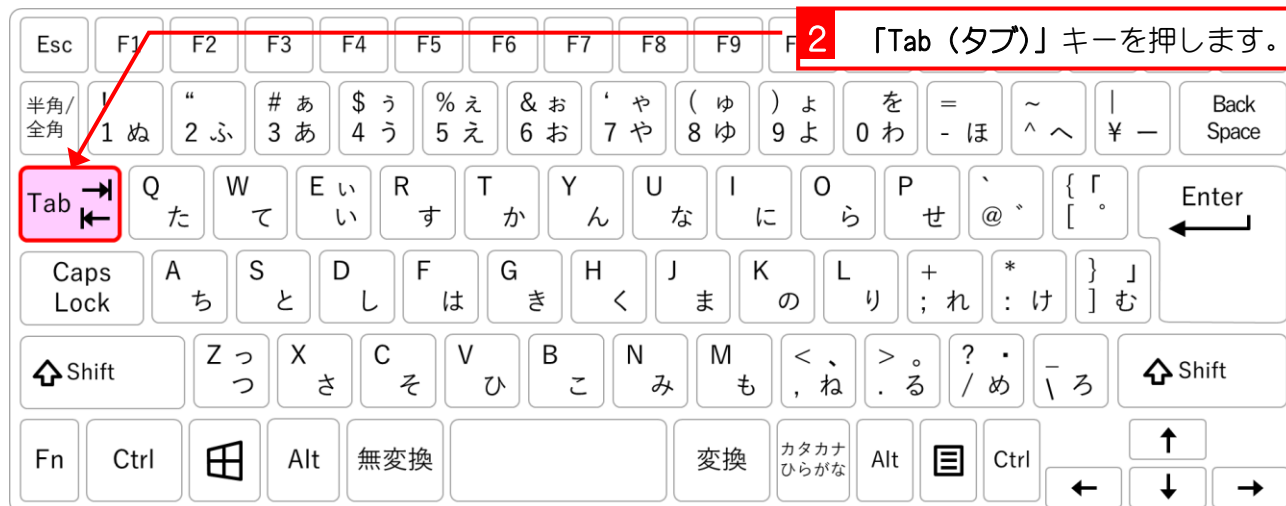 Esc F1 F2 F3 F4 F5 F6 F7 F8 F9 F
2 「Tab（タブ）」キーを押します。
半角/全角 ! 1 ぬ “ 2 ふ # ぁ 3 あ $ ぅ 4 う % ぇ 5 え & ぉ 6 お ‘ ゃ 7 や ( ゅ 8 ゆ ) ょ 9 よ を 0 わ = - ほ ~ ^ へ | ¥ ー Back Space
Tab Q た W て E ぃ い R す T か Y ん U な I に O ら P せ ` @ ゛ { 「 [ ゜ Enter
Caps Lock A ち S と D し F は G き H く J ま K の L り + ; れ * : け } 」 ] む
Shift Z っ つ X さ C そ V ひ B こ N み M も < 、 , ね > 。 . る ? ・ / め _ \ ろ Shift
Fn Ctrl Alt 無変換 変換 カタカナ ひらがな Alt Ctrl ↑
← ↓ →